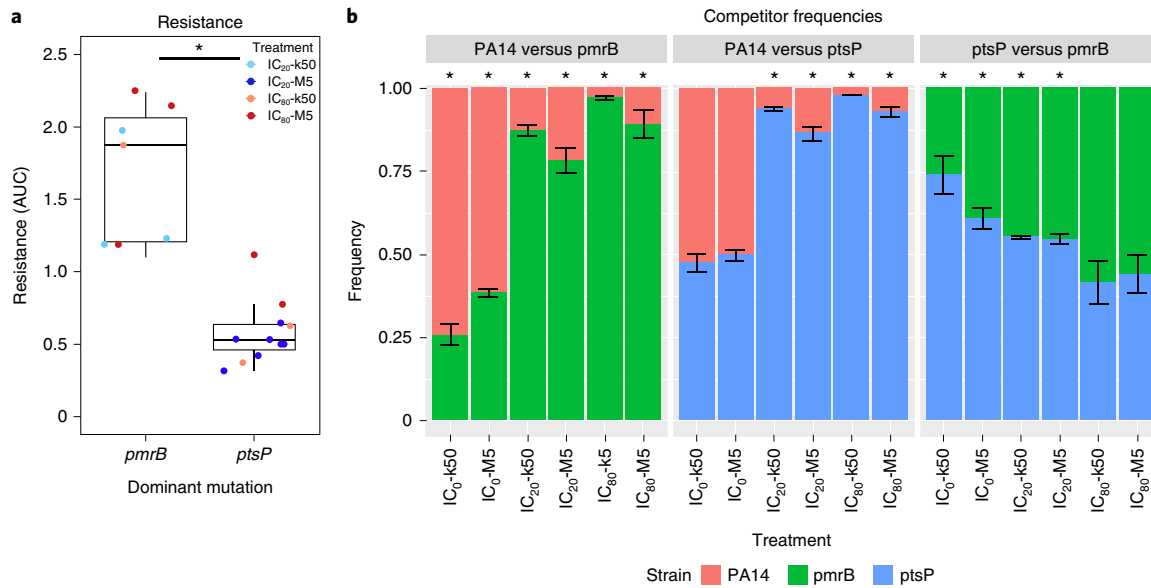 a
Resistance
Resistance (AUC)
2.5
2.0
1.5
1.0
0.5
0
*
Treatment
IC20-k50
IC20-M5
IC80-k50
IC80-M5
pmrB
ptsP
Dominant mutation
b
Competitor frequencies
PA14 versus pmrB
PA14 versus ptsP
ptsP versus pmrB
* * * * * *
* * * *
* * * *
Frequency
1.00
0.75
0.50
0.25
0
IC0-k50
IC0-M5
IC20-k50
IC20-M5
IC80-k5
IC80-M5
IC0-k50
IC0-M5
IC20-k50
IC20-M5
IC80-k50
IC80-M5
IC0-k50
IC0-M5
IC20-k50
IC20-M5
IC80-k50
IC80-M5
Treatment
Strain PA14 pmrB ptsP